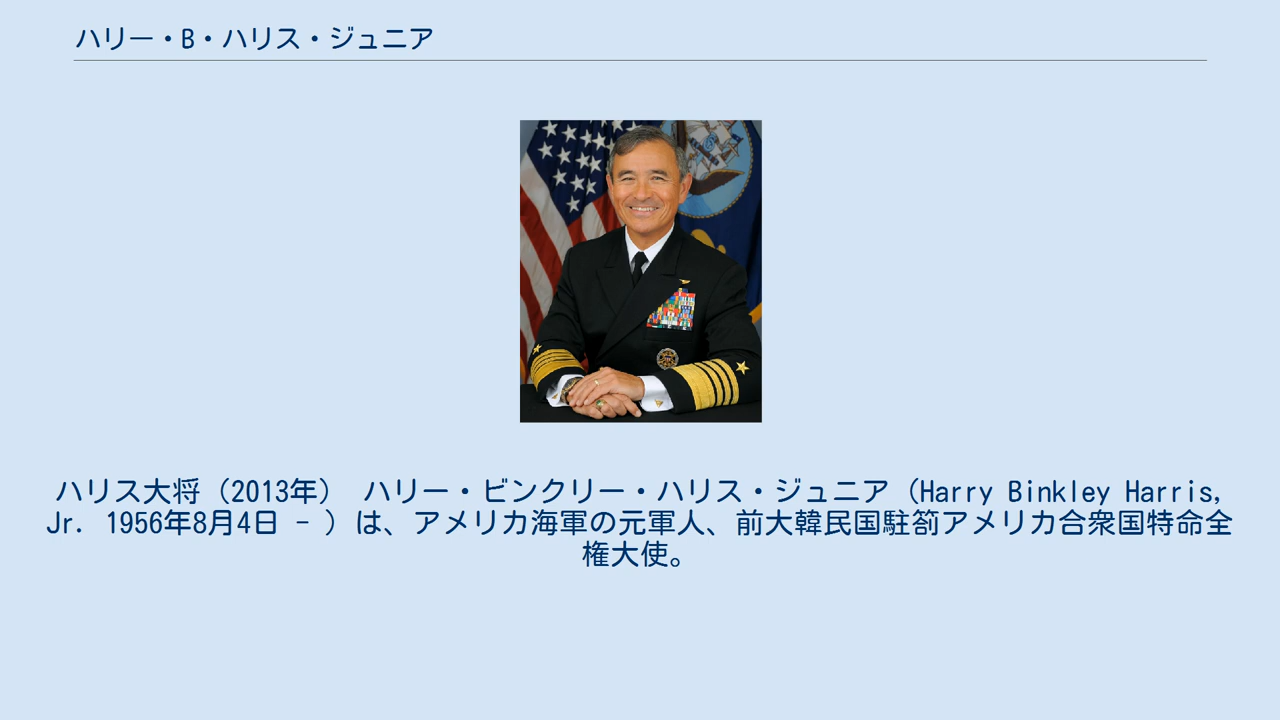 ハリー・B・ハリス・ジュニア
ハリス大将（2013年） ハリー・ビンクリー・ハリス・ジュニア（Harry Binkley Harris,
Jr. 1956年8月4日 - ）は、アメリカ海軍の元軍人、前大韓民国駐箚アメリカ合衆国特命全
権大使。